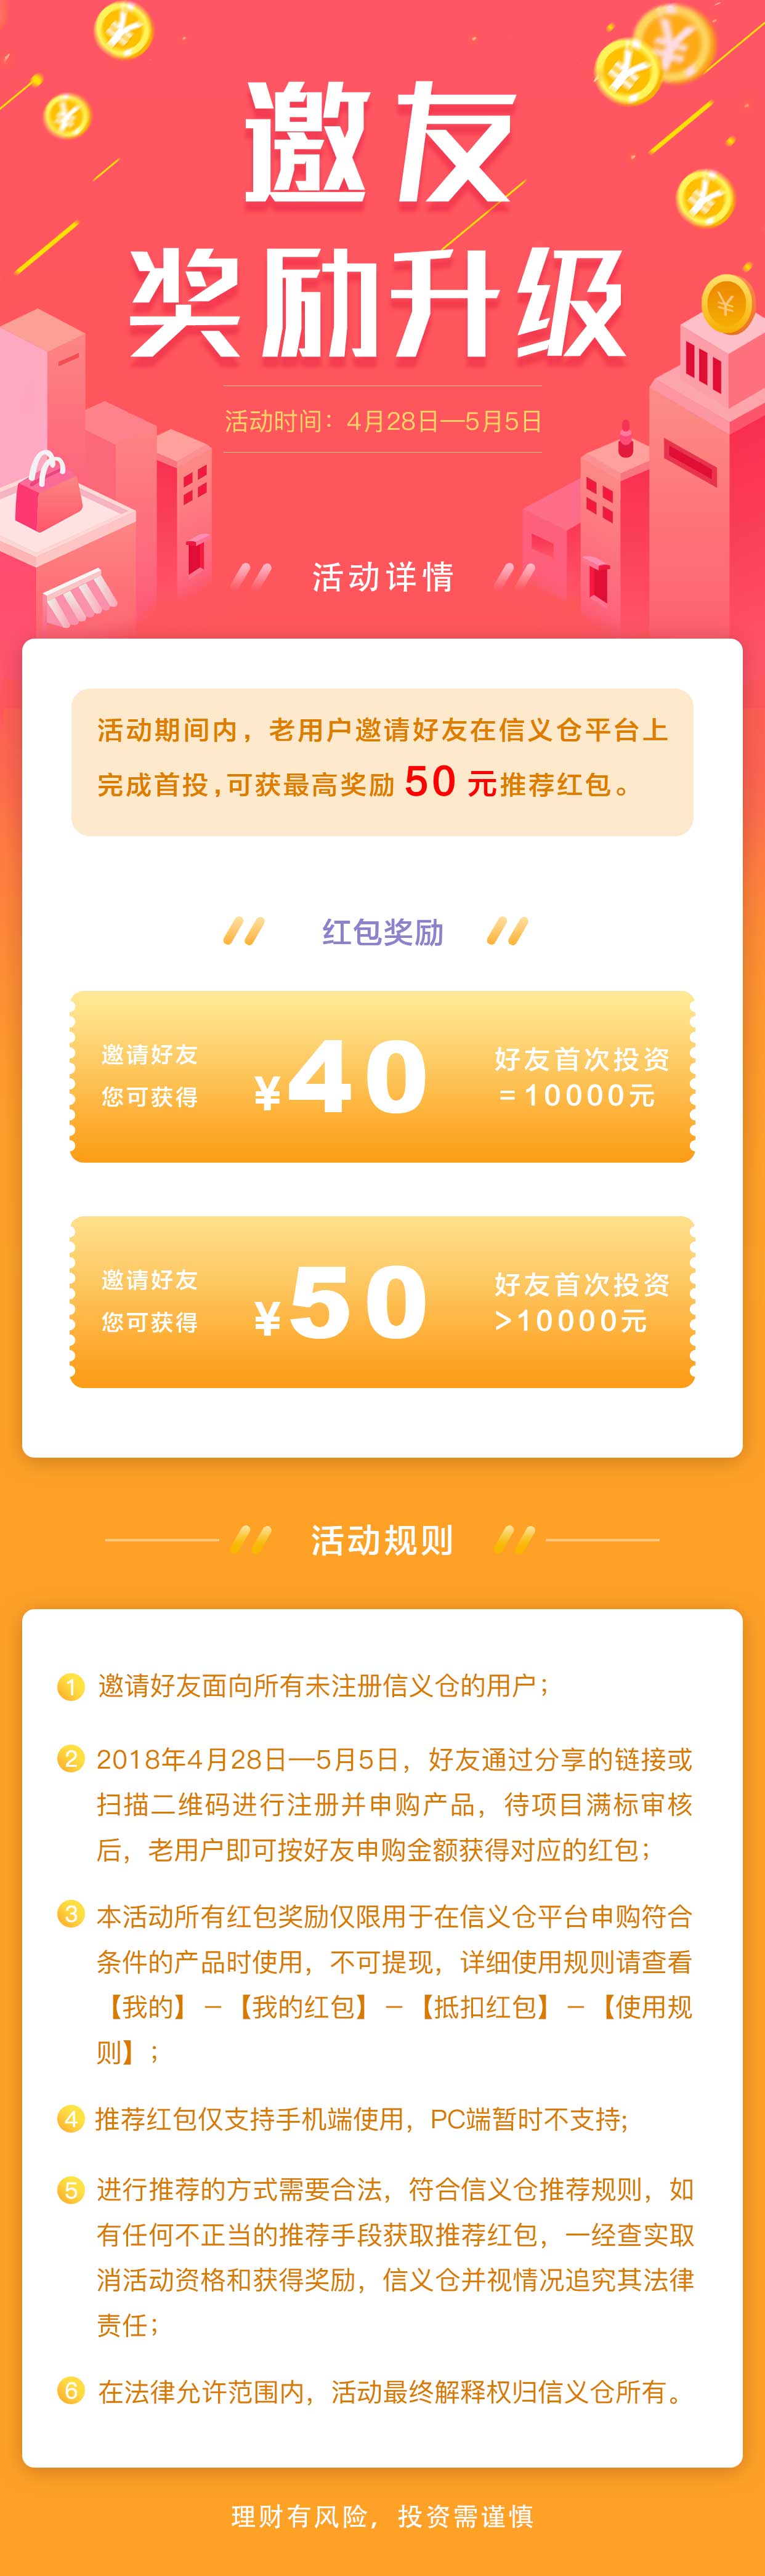 邀友
奖励升级
活动时间：4月28日—5月5日
活动详情
活动期间内，老用户邀请好友在信义仓平台上
完成首投，可获最高奖励 50 元推荐红包。
红包奖励
邀请好友
您可获得
¥40
好友首次投资
=10000元
邀请好友
您可获得
¥50
好友首次投资
>10000元
活动规则
1 邀请好友面向所有未注册信义仓的用户；
2 2018年4月28日—5月5日，好友通过分享的链接或
扫描二维码进行注册并申购产品，待项目满标审核
后，老用户即可按好友申购金额获得对应的红包；
3 本活动所有红包奖励仅限用于在信义仓平台申购符合
条件的产品时使用，不可提现，详细使用规则请查看
【我的】－【我的红包】－【抵扣红包】－【使用规
则】；
4 推荐红包仅支持手机端使用，PC端暂时不支持;
5 进行推荐的方式需要合法，符合信义仓推荐规则，如
有任何不正当的推荐手段获取推荐红包，一经查实取
消活动资格和获得奖励，信义仓并视情况追究其法律
责任；
6 在法律允许范围内，活动最终解释权归信义仓所有。
理财有风险，投资需谨慎